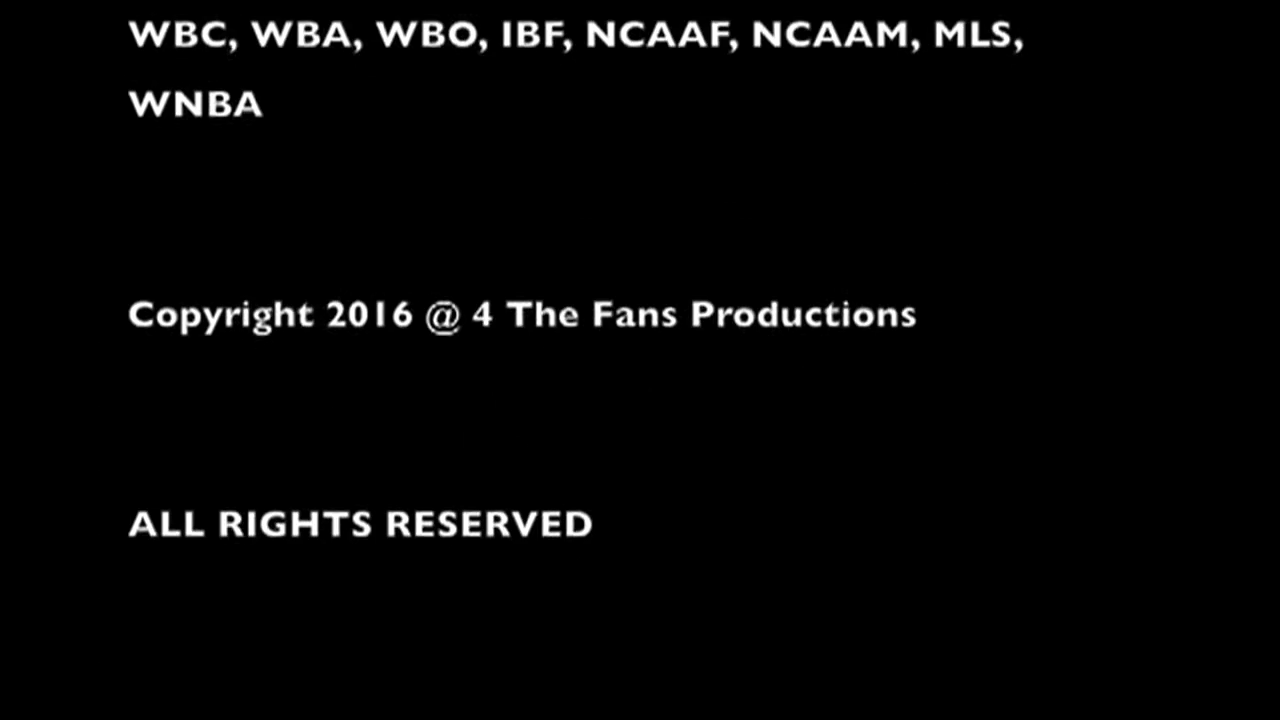 WBC, WBA, WBO, IBF, NCAAF, NCAAM, MLS,
WNBA
Copyright 2016 @ 4 The Fans Productions
ALL RIGHTS RESERVED